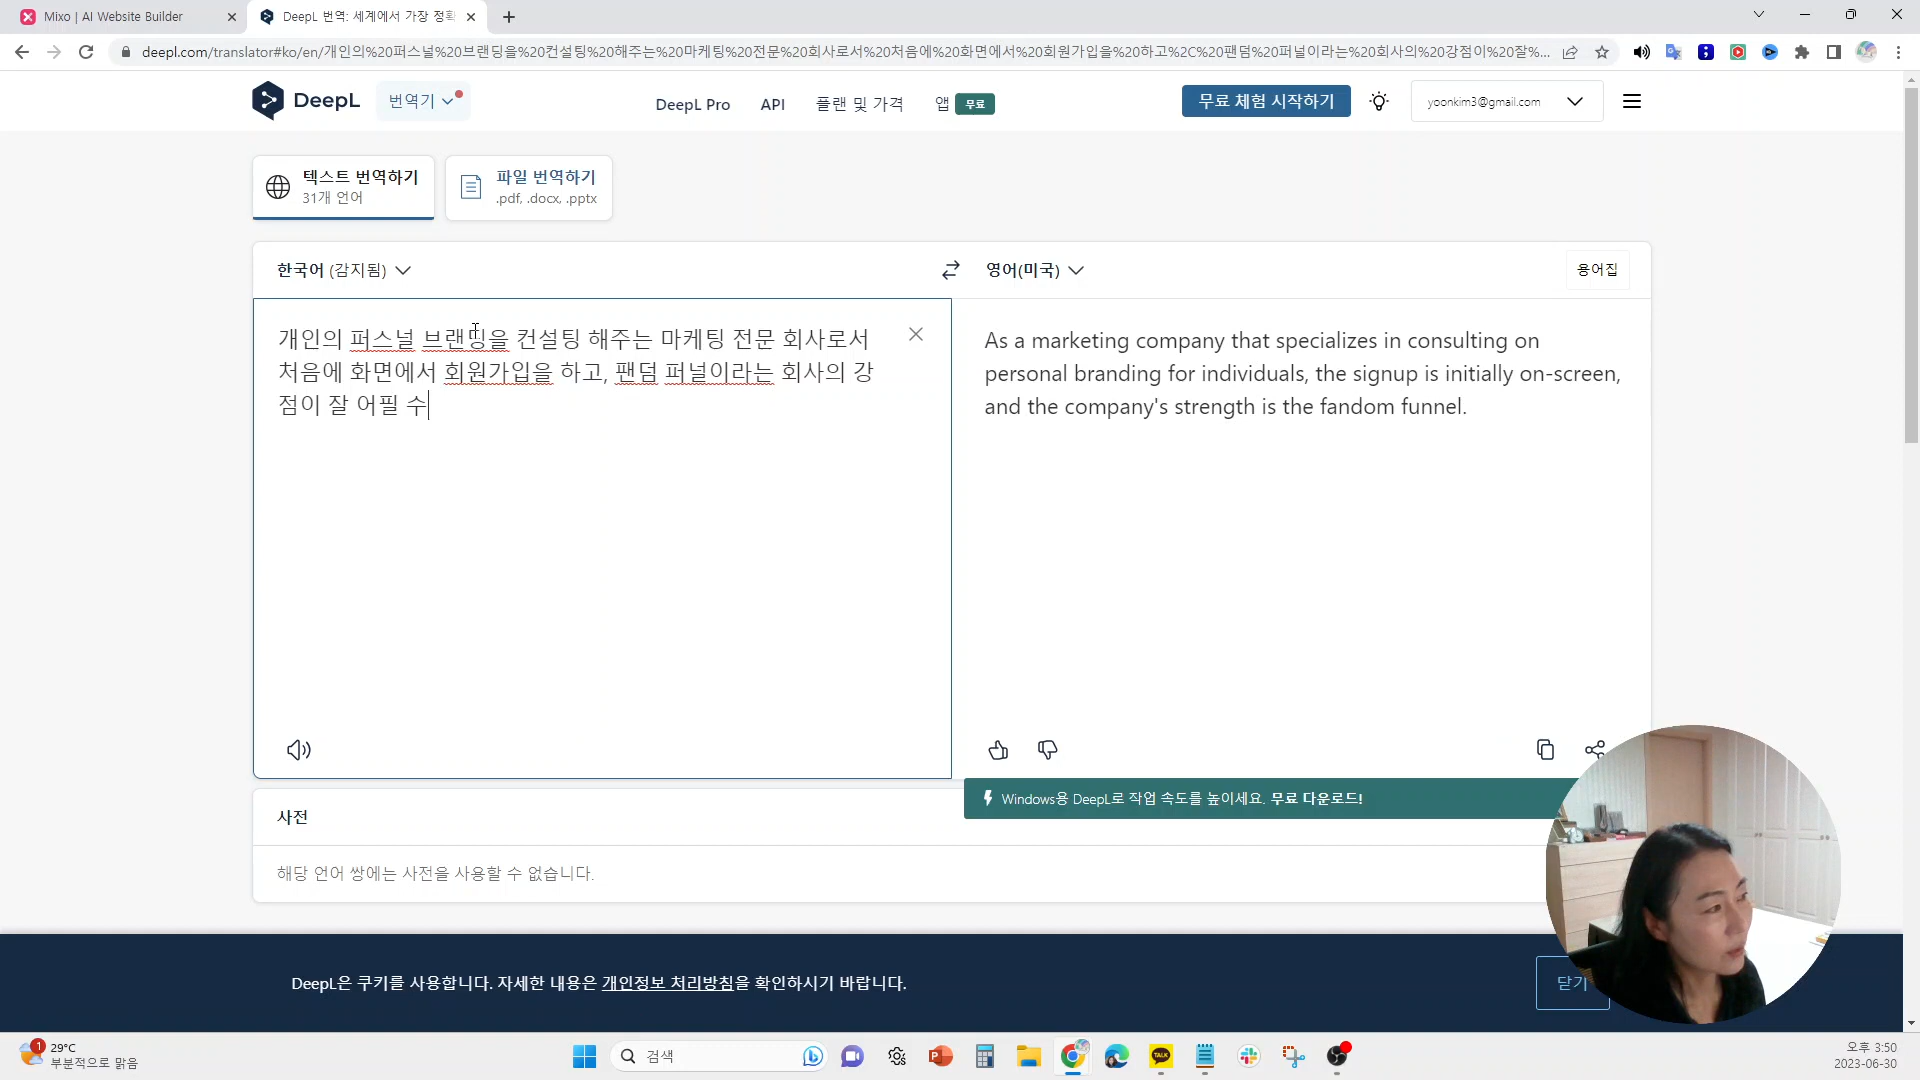 Mixo | AI Website Builder
DeepL 번역: 세계에서 가장 정확
deepl.com/translator#ko/en/개인의%20퍼스널%20브랜딩을%20컨설팅%20해주는%20마케팅%20전문%20회사로서%20처음에%20화면에서%20회원가입을%20하고%2C%20팬덤%20퍼널이라는%20회사의%20강점이%20잘%...
DeepL
번역기
DeepL Pro
API
플랜 및 가격
앱 무료
무료 체험 시작하기
yoonkim3@gmail.com
텍스트 번역하기
31개 언어
파일 번역하기
.pdf, .docx, .pptx
한국어 (감지됨)
영어(미국)
용어집
개인의 퍼스널 브랜딩을 컨설팅 해주는 마케팅 전문 회사로서
처음에 화면에서 회원가입을 하고, 팬덤 퍼널이라는 회사의 강
점이 잘 어필 수
As a marketing company that specializes in consulting on
personal branding for individuals, the signup is initially on-screen,
and the company's strength is the fandom funnel.
Windows용 DeepL로 작업 속도를 높이세요. 무료 다운로드!
사전
해당 언어 쌍에는 사전을 사용할 수 없습니다.
DeepL은 쿠키를 사용합니다. 자세한 내용은 개인정보 처리방침을 확인하시기 바랍니다.
닫기
1
29°C
부분적으로 맑음
검색
TALK
오후 3:50
2023-06-30